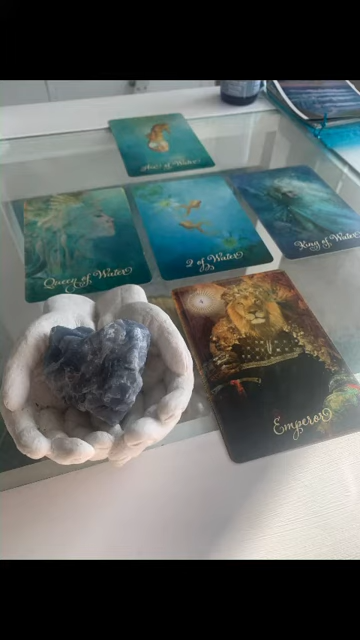 Ace of Water
Queen of Water
2 of Water
King of Water
Emperor